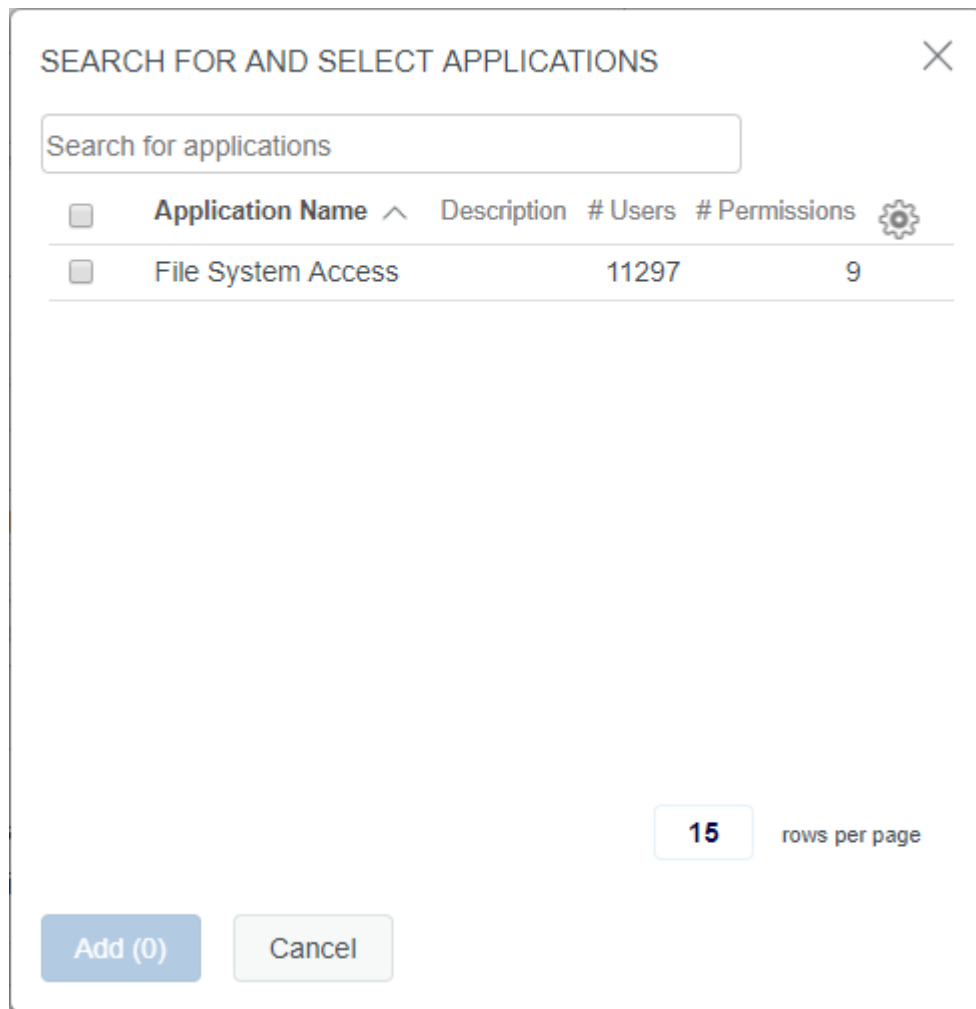 SEARCH FOR AND SELECT APPLICATIONS
Search for applications
Application Name Description # Users # Permissions
File System Access 11297 9
15 rows per page
Add (0) Cancel